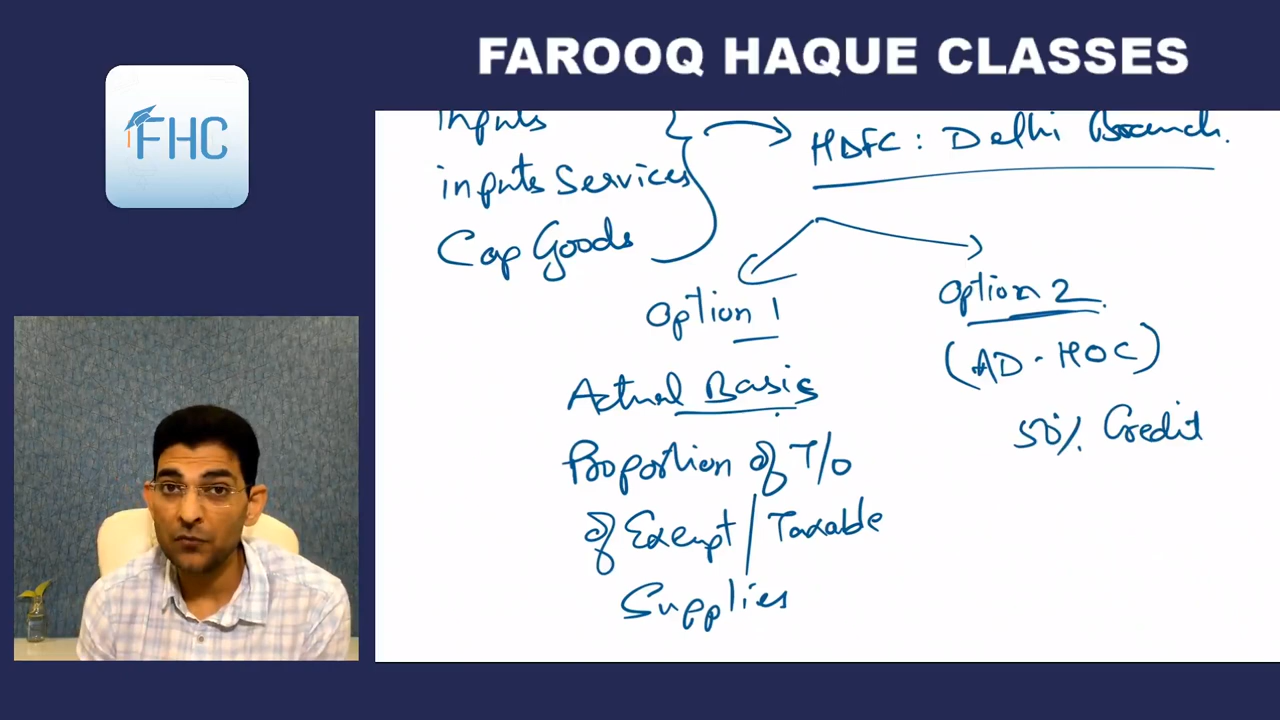 FAROOQ HAQUE CLASSES
FHC
inputs
HDFC : Delhi Branch.
inputs Services
Cap Goods
Option 1
Option 2
(AD-HOC)
50% Credit
Actual Basis
Proportion of T/O
of Exempt/Taxable
Supplies